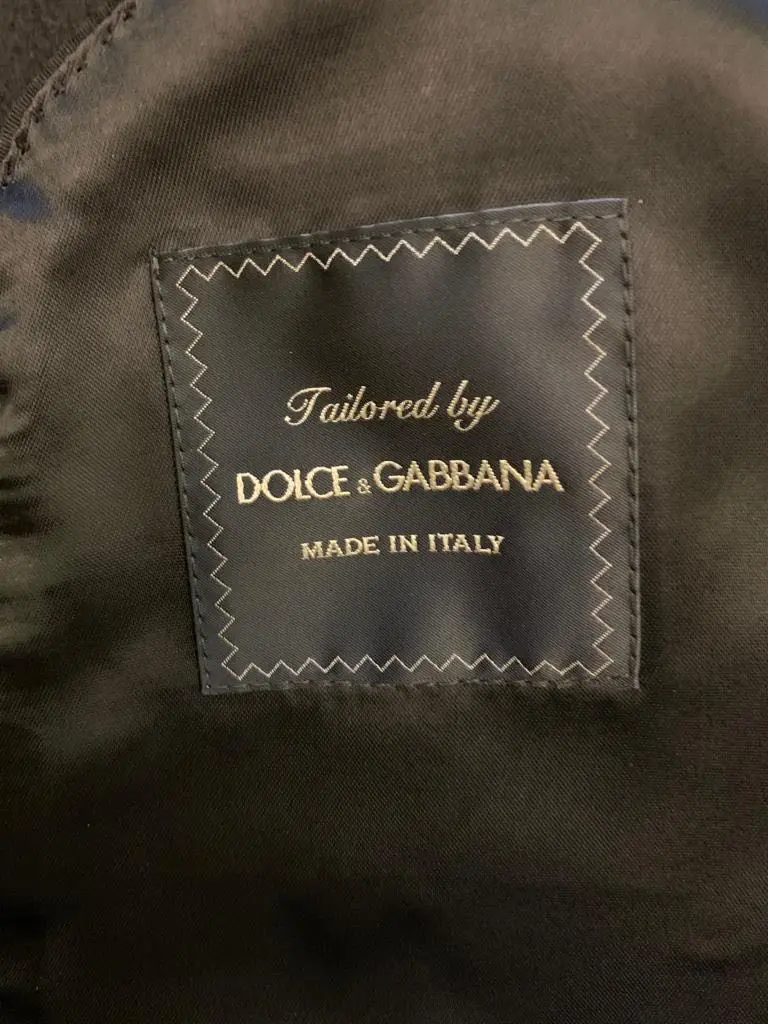 Tailored by
DOLCE & GABBANA
MADE IN ITALY